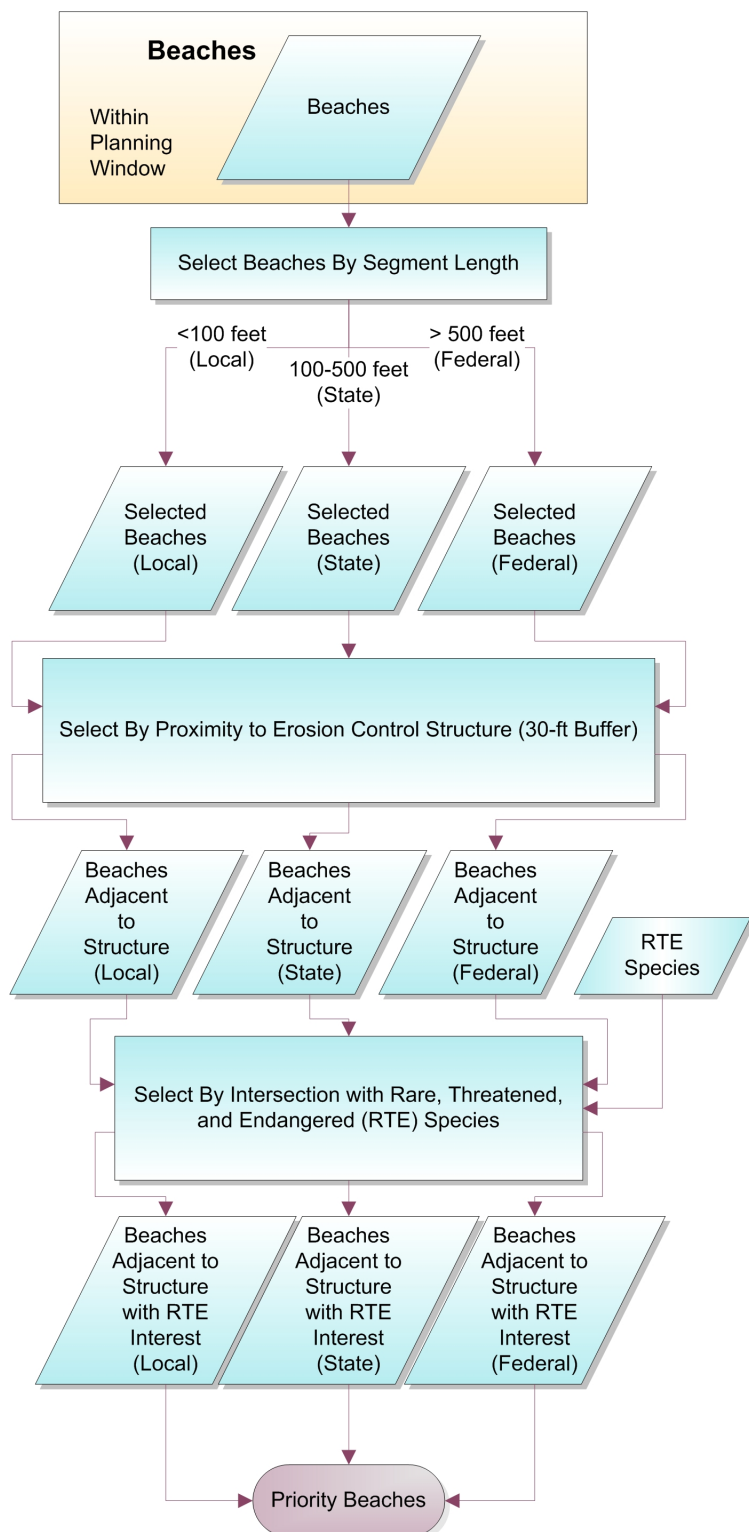 Beaches
Within
Planning
Window
Beaches
Select Beaches By Segment Length
<100 feet
(Local)
100-500 feet
(State)
> 500 feet
(Federal)
Selected
Beaches
(Local)
Selected
Beaches
(State)
Selected
Beaches
(Federal)
Select By Proximity to Erosion Control Structure (30-ft Buffer)
Beaches
Adjacent
to
Structure
(Local)
Beaches
Adjacent
to
Structure
(State)
Beaches
Adjacent
to
Structure
(Federal)
RTE
Species
Select By Intersection with Rare, Threatened,
and Endangered (RTE) Species
Beaches
Adjacent to
Structure
with RTE
Interest
(Local)
Beaches
Adjacent to
Structure
with RTE
Interest
(State)
Beaches
Adjacent to
Structure
with RTE
Interest
(Federal)
Priority Beaches